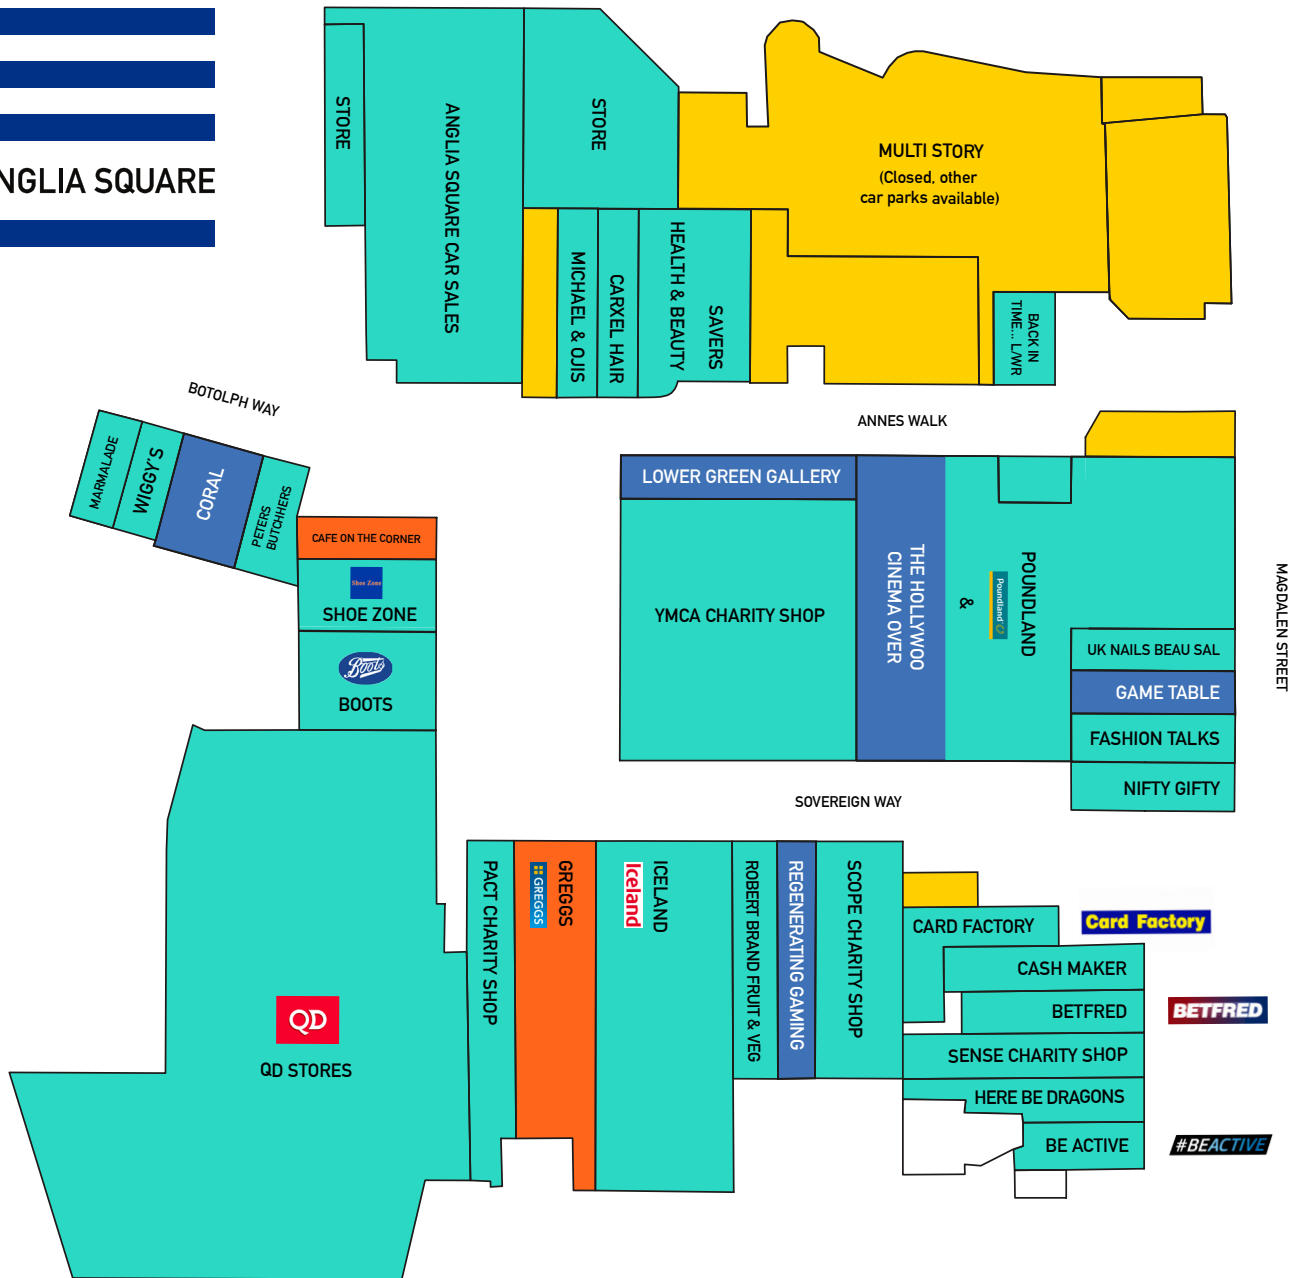 NGLIA SQUARE
STORE
ANGLIA SQUARE CAR SALES
STORE
MULTI STORY
(Closed, other
car parks available)
MICHAEL & OJIS
CARXEL HAIR
HEALTH & BEAUTY
SAVERS
BACK IN
TIME... L/WR
BOTOLPH WAY
ANNES WALK
MARMALADE
WIGGY'S
CORAL
PETERS
BUTCHHERS
CAFE ON THE CORNER
Shoe Zone
SHOE ZONE
Boots
BOOTS
LOWER GREEN GALLERY
YMCA CHARITY SHOP
THE HOLLYWOO
CINEMA OVER
&
Poundland
POUNDLAND
MAGDALEN STREET
UK NAILS BEAU SAL
GAME TABLE
FASHION TALKS
NIFTY GIFTY
SOVEREIGN WAY
QD
QD STORES
PACT CHARITY SHOP
GREGGS
GREGGS
ICELAND
Iceland
ROBERT BRAND FRUIT & VEG
REGENERATING GAMING
SCOPE CHARITY SHOP
CARD FACTORY
Card Factory
CASH MAKER
BETFRED
BETFRED
SENSE CHARITY SHOP
HERE BE DRAGONS
BE ACTIVE
#BEACTIVE